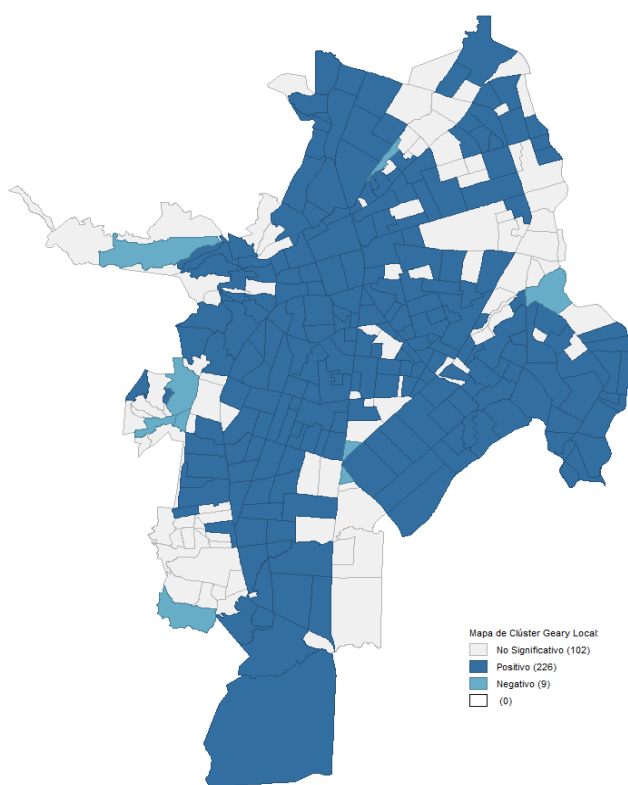 Mapa de Clúster Geary Local:
No Significativo (102)
Positivo (226)
Negativo (9)
(0)